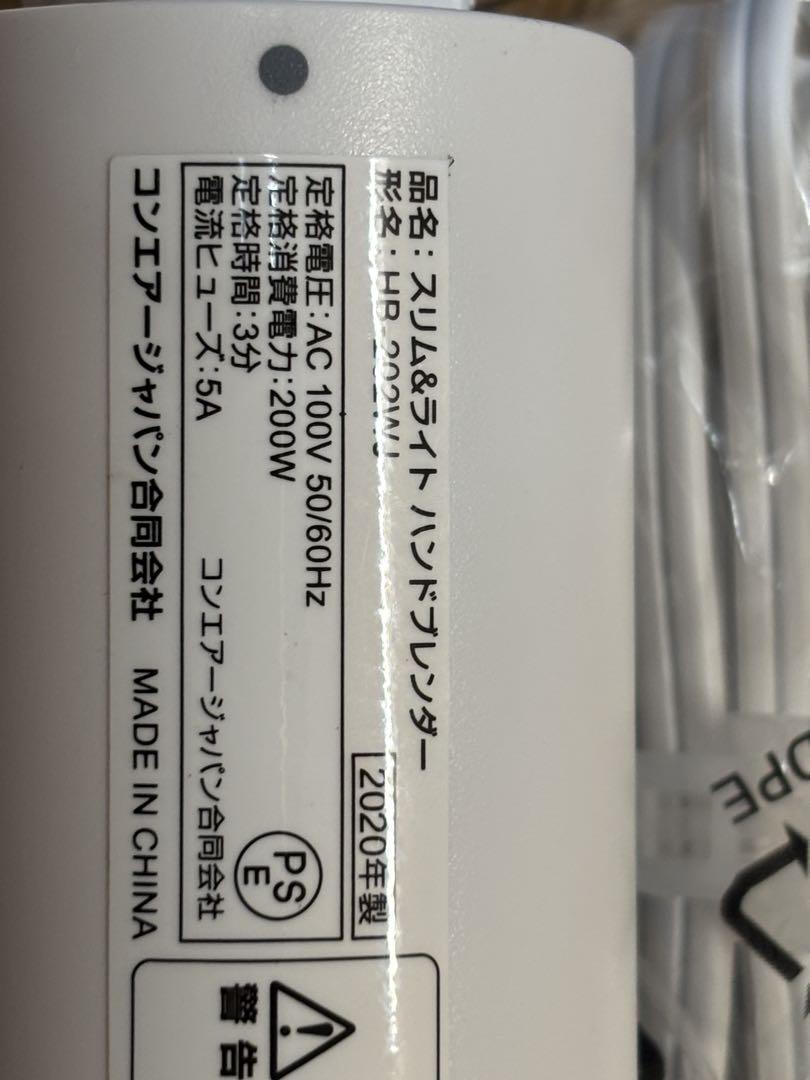 品名：スリム&ライト ハンドブレンダー
形名：HB-202WJ
2020年製
定格電圧：AC 100V 50/60Hz
定格消費電力：200W
定格時間：3分
電流ヒューズ：5A
コンエアージャパン合同会社
PS
E
コンエアージャパン合同会社 MADE IN CHINA
警告
DPE